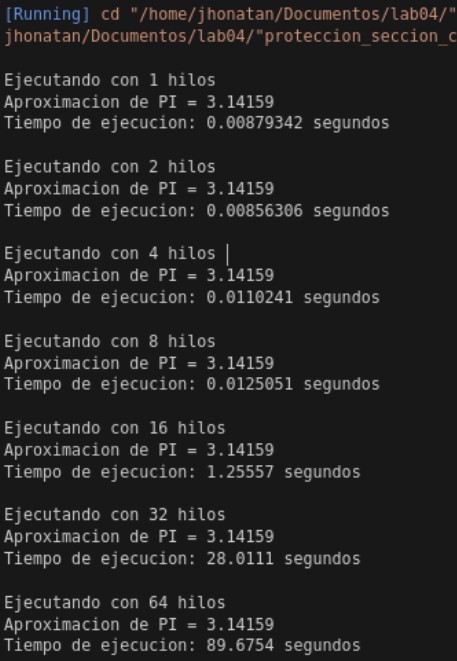 [Running] cd "/home/jhonatan/Documentos/lab04/"
jhonatan/Documentos/lab04/"proteccion_seccion_c
Ejecutando con 1 hilos
Aproximacion de PI = 3.14159
Tiempo de ejecucion: 0.00879342 segundos
Ejecutando con 2 hilos
Aproximacion de PI = 3.14159
Tiempo de ejecucion: 0.00856306 segundos
Ejecutando con 4 hilos
Aproximacion de PI = 3.14159
Tiempo de ejecucion: 0.0110241 segundos
Ejecutando con 8 hilos
Aproximacion de PI = 3.14159
Tiempo de ejecucion: 0.0125051 segundos
Ejecutando con 16 hilos
Aproximacion de PI = 3.14159
Tiempo de ejecucion: 1.25557 segundos
Ejecutando con 32 hilos
Aproximacion de PI = 3.14159
Tiempo de ejecucion: 28.0111 segundos
Ejecutando con 64 hilos
Aproximacion de PI = 3.14159
Tiempo de ejecucion: 89.6754 segundos